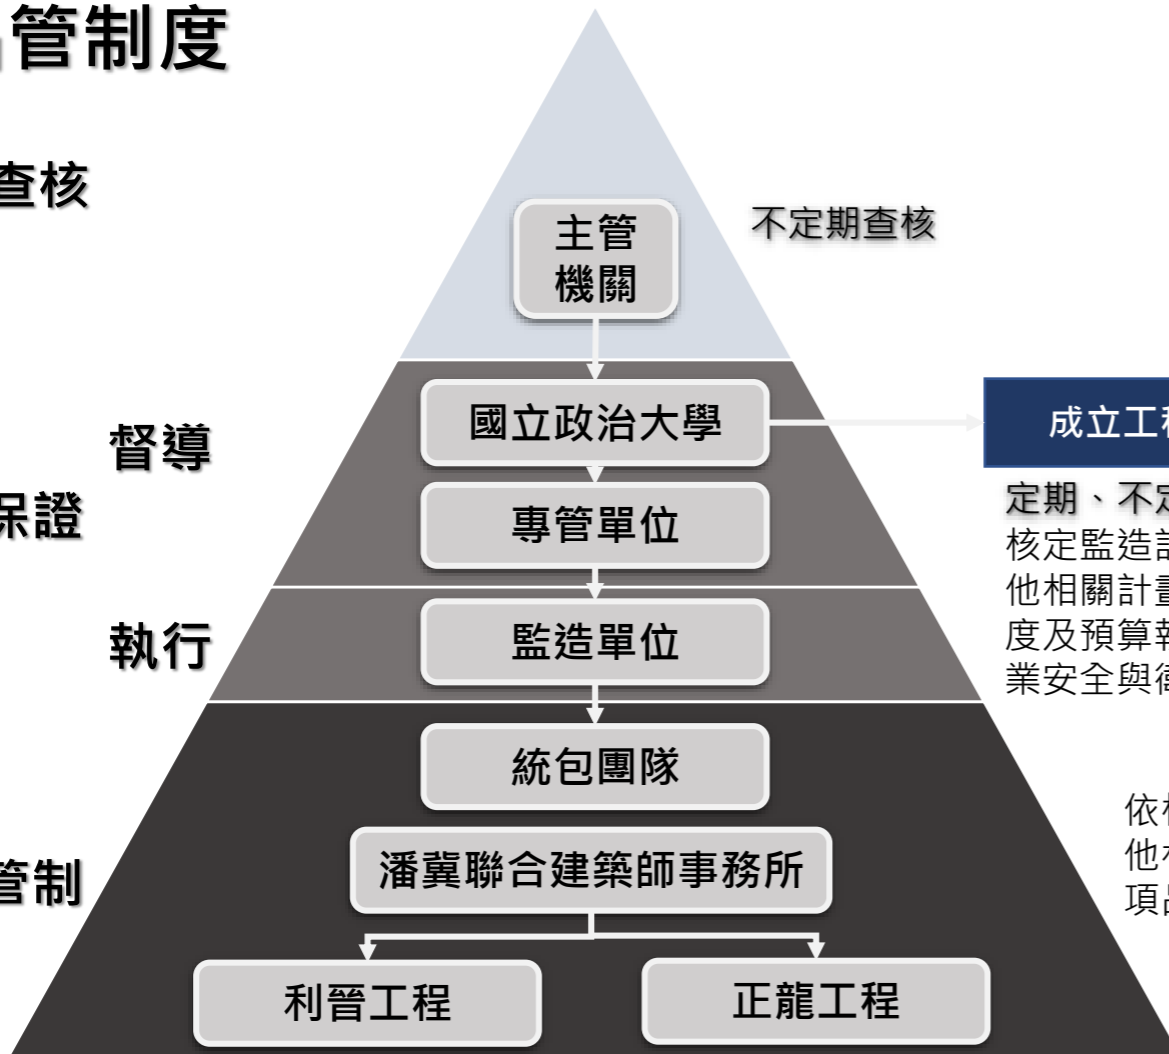 管制度
查核
主管
機關
不定期查核
督導
保證
國立政治大學
專管單位
成立工
定期、不定
核定監造
他相關計
度及預算
業安全與
執行
監造單位
統包團隊
潘冀聯合建築師事務所
管制
依
他
項
利晉工程
正龍工程